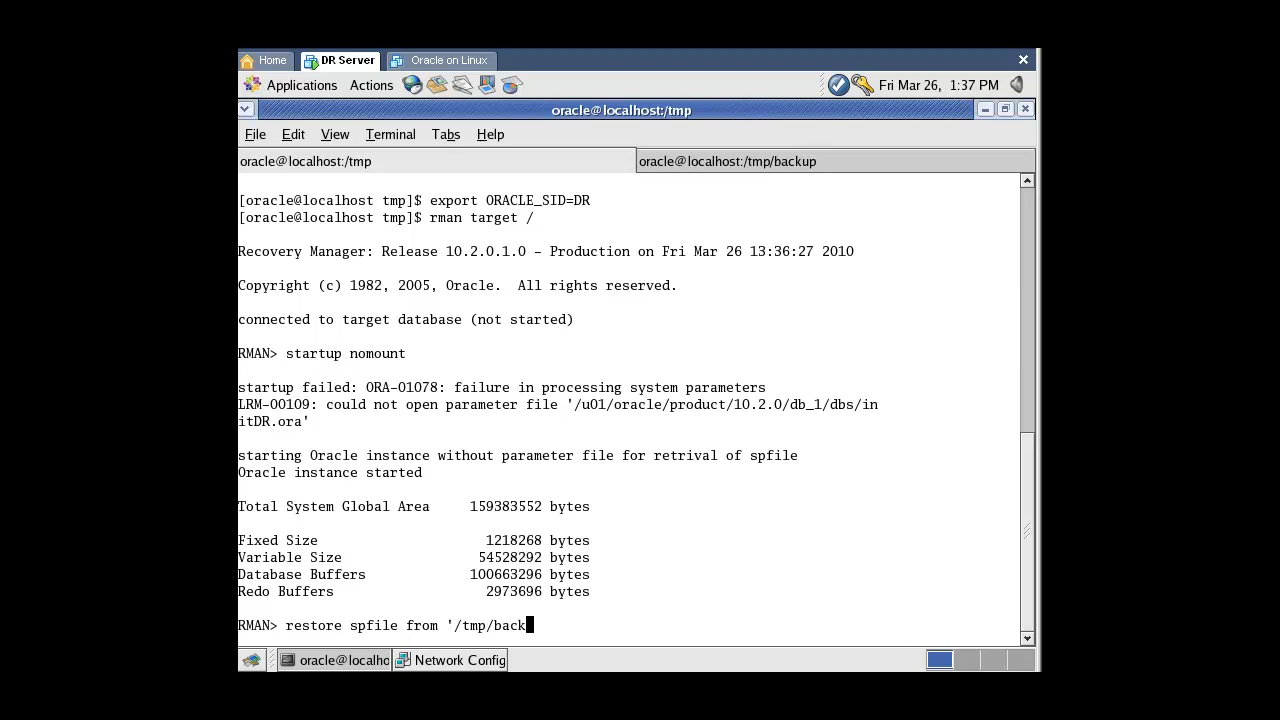 Home DR Server Oracle on Linux
Applications Actions Fri Mar 26, 1:37 PM
oracle@localhost:/tmp
File Edit View Terminal Tabs Help
oracle@localhost:/tmp oracle@localhost:/tmp/backup
[oracle@localhost tmp]$ export ORACLE_SID=DR
[oracle@localhost tmp]$ rman target /
Recovery Manager: Release 10.2.0.1.0 - Production on Fri Mar 26 13:36:27 2010
Copyright (c) 1982, 2005, Oracle.  All rights reserved.
connected to target database (not started)
RMAN> startup nomount
startup failed: ORA-01078: failure in processing system parameters
LRM-00109: could not open parameter file '/u01/oracle/product/10.2.0/db_1/dbs/in
itDR.ora'
starting Oracle instance without parameter file for retrival of spfile
Oracle instance started
Total System Global Area     159383552 bytes
Fixed Size                     1218268 bytes
Variable Size                 54528292 bytes
Database Buffers             100663296 bytes
Redo Buffers                   2973696 bytes
RMAN> restore spfile from '/tmp/back
oracle@localho Network Config